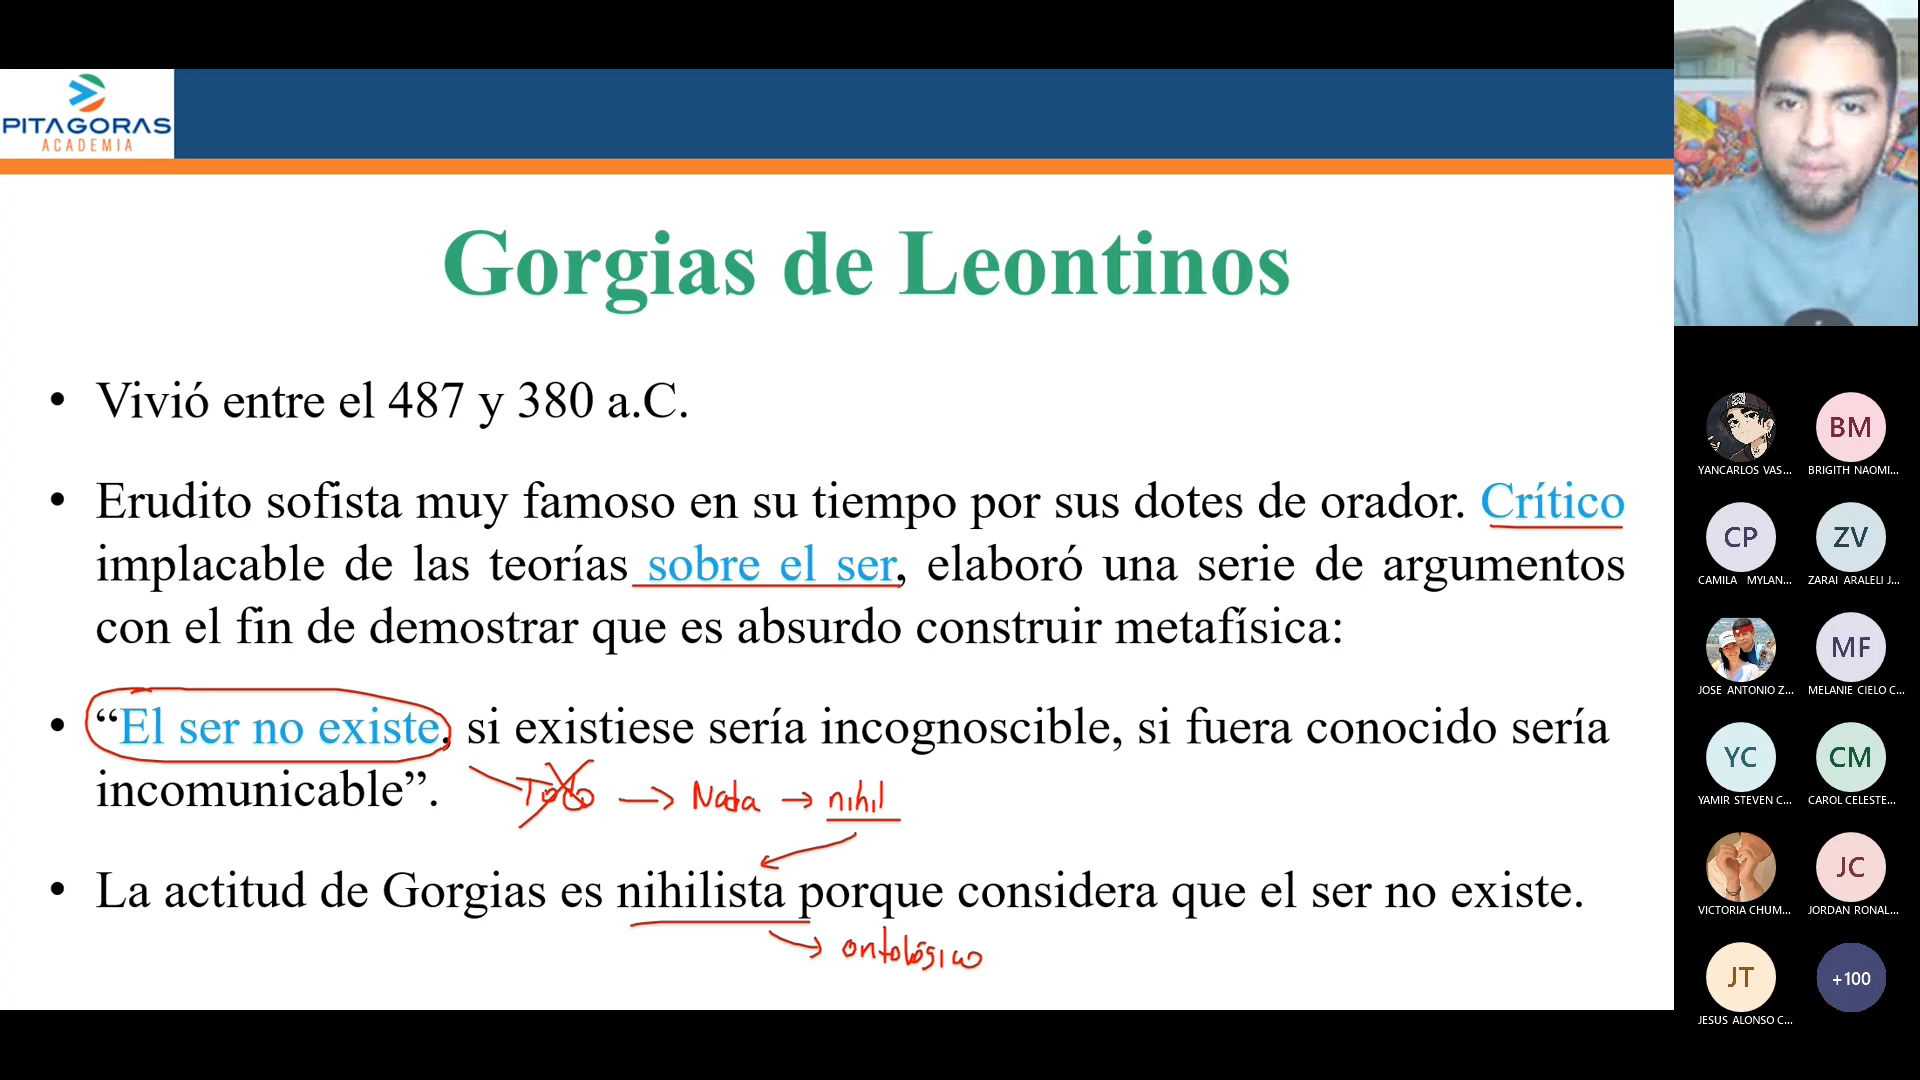 PITAGORAS
ACADEMIA
Gorgias de Leontinos
• Vivió entre el 487 y 380 a.C.
• Erudito sofista muy famoso en su tiempo por sus dotes de orador. Crítico
implacable de las teorías sobre el ser, elaboró una serie de argumentos
con el fin de demostrar que es absurdo construir metafísica:
• “El ser no existe, si existiese sería incognoscible, si fuera conocido sería
incomunicable”.
Todo → Nada → nihil
• La actitud de Gorgias es nihilista porque considera que el ser no existe.
→ ontológico
YANCARLOS VAS...
BM
BRIGITH NAOMI...
CP
CAMILA MYLAN...
ZV
ZARAI ARALELI J...
JOSE ANTONIO Z...
MF
MELANIE CIELO C...
YC
YAMIR STEVEN C...
CM
CAROL CELESTE...
VICTORIA CHUM...
JC
JORDAN RONAL...
JT
JESUS ALONSO C...
+100